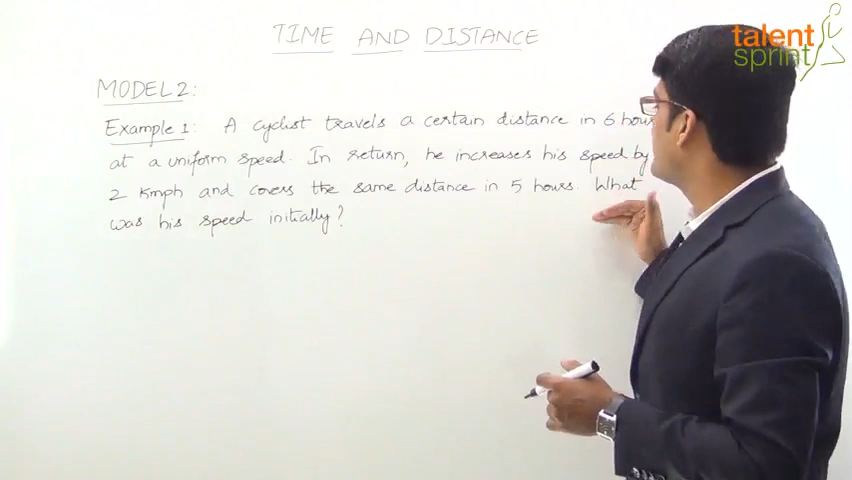 TIME AND DISTANCE
talent
sprint
MODEL 2:
Example 1: A cyclist travels a certain distance in 6 hours
at a uniform speed. In return, he increases his speed by
2 Kmph and covers the same distance in 5 hours. What
was his speed initially?